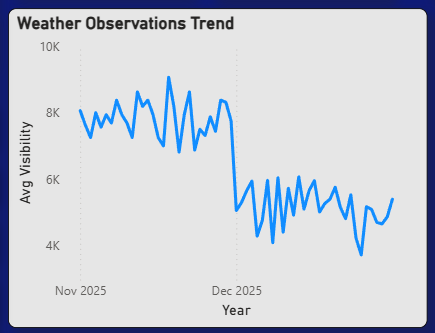 Weather Observations Trend
10K
8K
6K
4K
Avg Visibility
Nov 2025
Dec 2025
Year